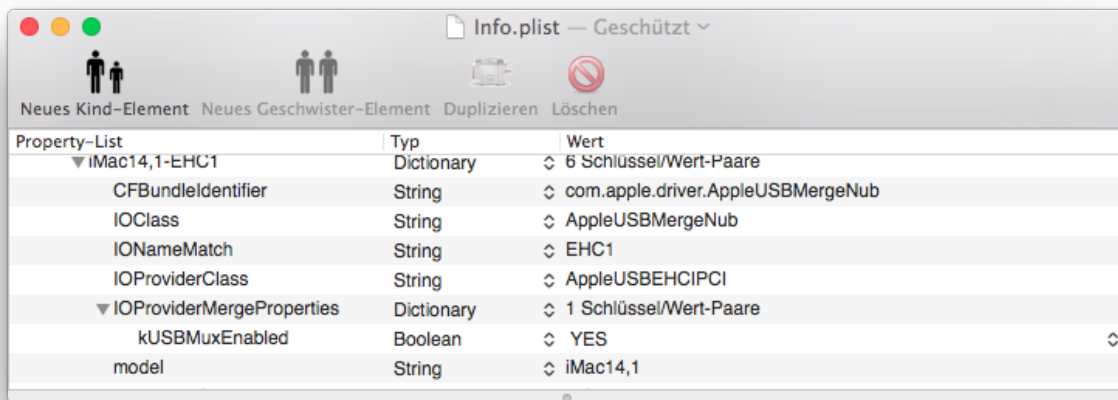 Info.plist — Geschützt
Neues Kind-Element Neues Geschwister-Element Duplizieren Löschen
Property-List Typ Wert
iMac14,1-EHC1 Dictionary 6 Schlüssel/Wert-Paare
CFBundleIdentifier String com.apple.driver.AppleUSBMergeNub
IOClass String AppleUSBMergeNub
IONameMatch String EHC1
IOProviderClass String AppleUSBEHCIPCI
IOProviderMergeProperties Dictionary 1 Schlüssel/Wert-Paare
kUSBMuxEnabled Boolean YES
model String iMac14,1